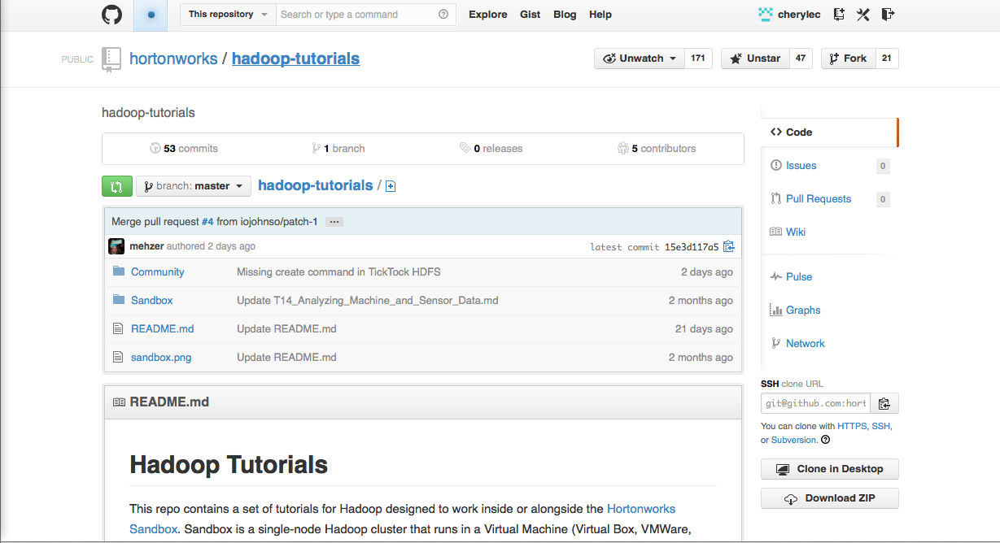 This repository Search or type a command Explore Gist Blog Help cherylec
PUBLIC hortonworks / hadoop-tutorials Unwatch 171 Unstar 47 Fork 21
hadoop-tutorials
53 commits 1 branch 0 releases 5 contributors
branch: master hadoop-tutorials /
Merge pull request #4 from iojohnso/patch-1 ...
mehzer authored 2 days ago latest commit 15e3d117a5
Community Missing create command in TickTock HDFS 2 days ago
Sandbox Update T14_Analyzing_Machine_and_Sensor_Data.md 2 months ago
README.md Update README.md 21 days ago
sandbox.png Update README.md 2 months ago
README.md
Hadoop Tutorials
This repo contains a set of tutorials for Hadoop designed to work inside or alongside the Hortonworks
Sandbox. Sandbox is a single-node Hadoop cluster that runs in a Virtual Machine (Virtual Box, VMWare,
Code
Issues 0
Pull Requests 0
Wiki
Pulse
Graphs
Network
SSH clone URL
git@github.com:hort
You can clone with HTTPS, SSH,
or Subversion.
Clone in Desktop
Download ZIP